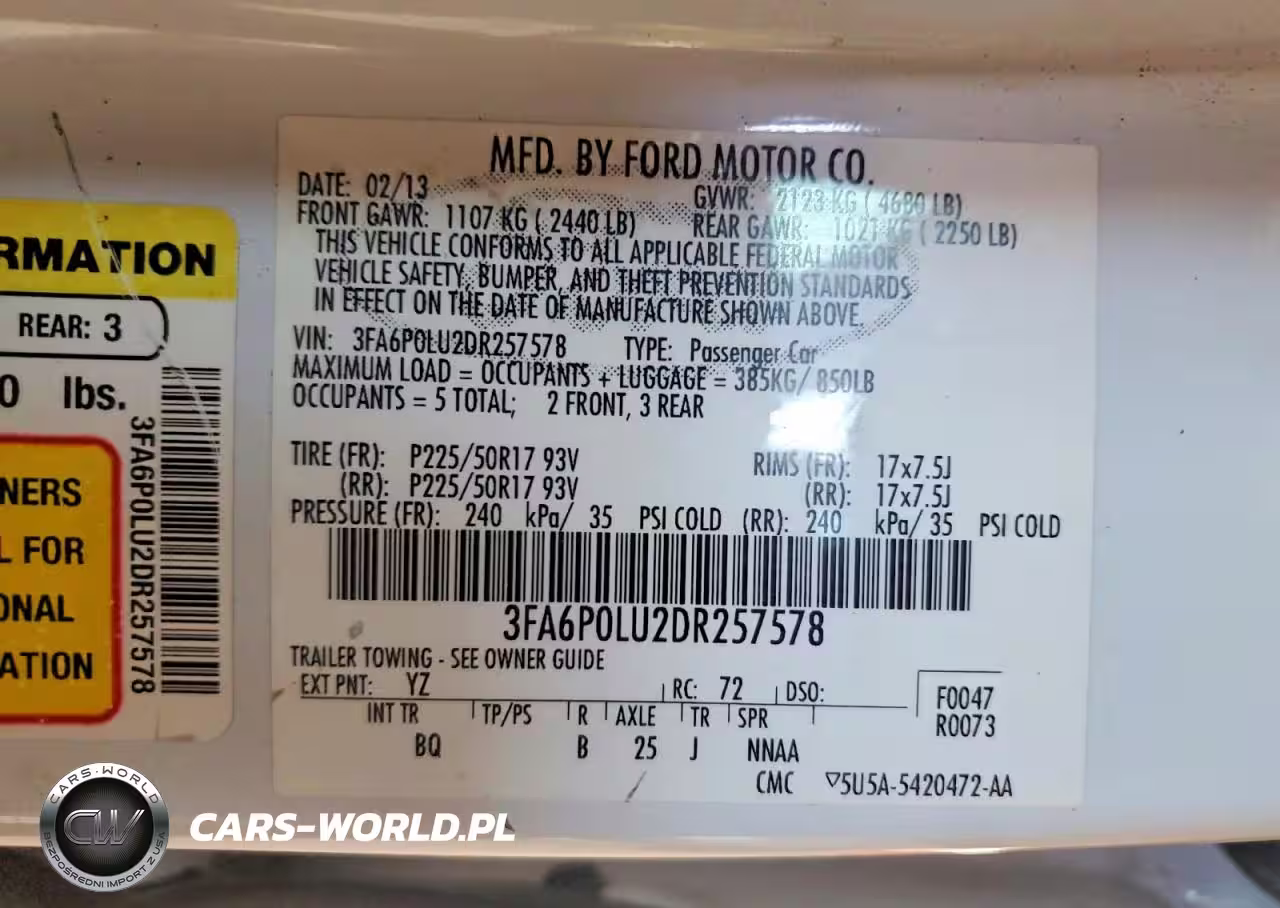 RMATION
REAR: 3
0 lbs.
3FA6P0LU2DR257578
NERS
L FOR
ONAL
ATION
MFD. BY FORD MOTOR CO.
DATE: 02/13 GVWR: 2123 KG ( 4680 LB)
FRONT GAWR: 1107 KG ( 2440 LB) REAR GAWR: 1021 KG ( 2250 LB)
THIS VEHICLE CONFORMS TO ALL APPLICABLE FEDERAL MOTOR
VEHICLE SAFETY, BUMPER, AND THEFT PREVENTION STANDARDS
IN EFFECT ON THE DATE OF MANUFACTURE SHOWN ABOVE.
VIN: 3FA6P0LU2DR257578 TYPE: Passenger Car
MAXIMUM LOAD = OCCUPANTS + LUGGAGE = 385KG/ 850LB
OCCUPANTS = 5 TOTAL; 2 FRONT, 3 REAR
TIRE (FR): P225/50R17 93V RIMS (FR): 17x7.5J
(RR): P225/50R17 93V (RR): 17x7.5J
PRESSURE (FR): 240 kPa/ 35 PSI COLD (RR): 240 kPa/ 35 PSI COLD
3FA6P0LU2DR257578
TRAILER TOWING - SEE OWNER GUIDE
EXT PNT: YZ RC: 72 DSO:
F0047
R0073
INT TR TP/PS R AXLE TR SPR
BQ B 25 J NNAA
CMC ▽5U5A-5420472-AA
CARS-WORLD
CW
BEZPOŚREDNI IMPORT Z USA
CARS-WORLD.PL